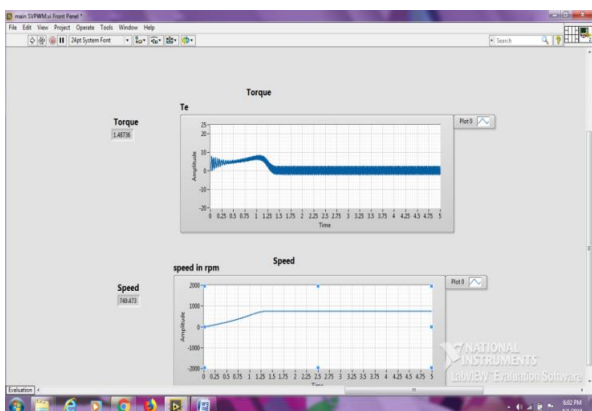 main SVPWM.vi Front Panel *
File Edit View Project Operate Tools Window Help
24pt System Font Search
Torque
Te
Torque
1.48736
Plot 0
25
20
10
0
-10
-20
Amplitude
0 0.25 0.5 0.75 1 1.25 1.5 1.75 2 2.25 2.5 2.75 3 3.25 3.5 3.75 4 4.25 4.5 4.75 5
Time
Speed
speed in rpm
Speed
748.473
Plot 0
2000
1000
0
-1000
-2000
Amplitude
0 0.25 0.5 0.75 1 1.25 1.5 1.75 2 2.25 2.5 2.75 3 3.25 3.5 3.75 4 4.25 4.5 4.75 5
Time
NATIONAL
INSTRUMENTS
LabVIEW Evaluation Software
Evaluation
6:02 PM